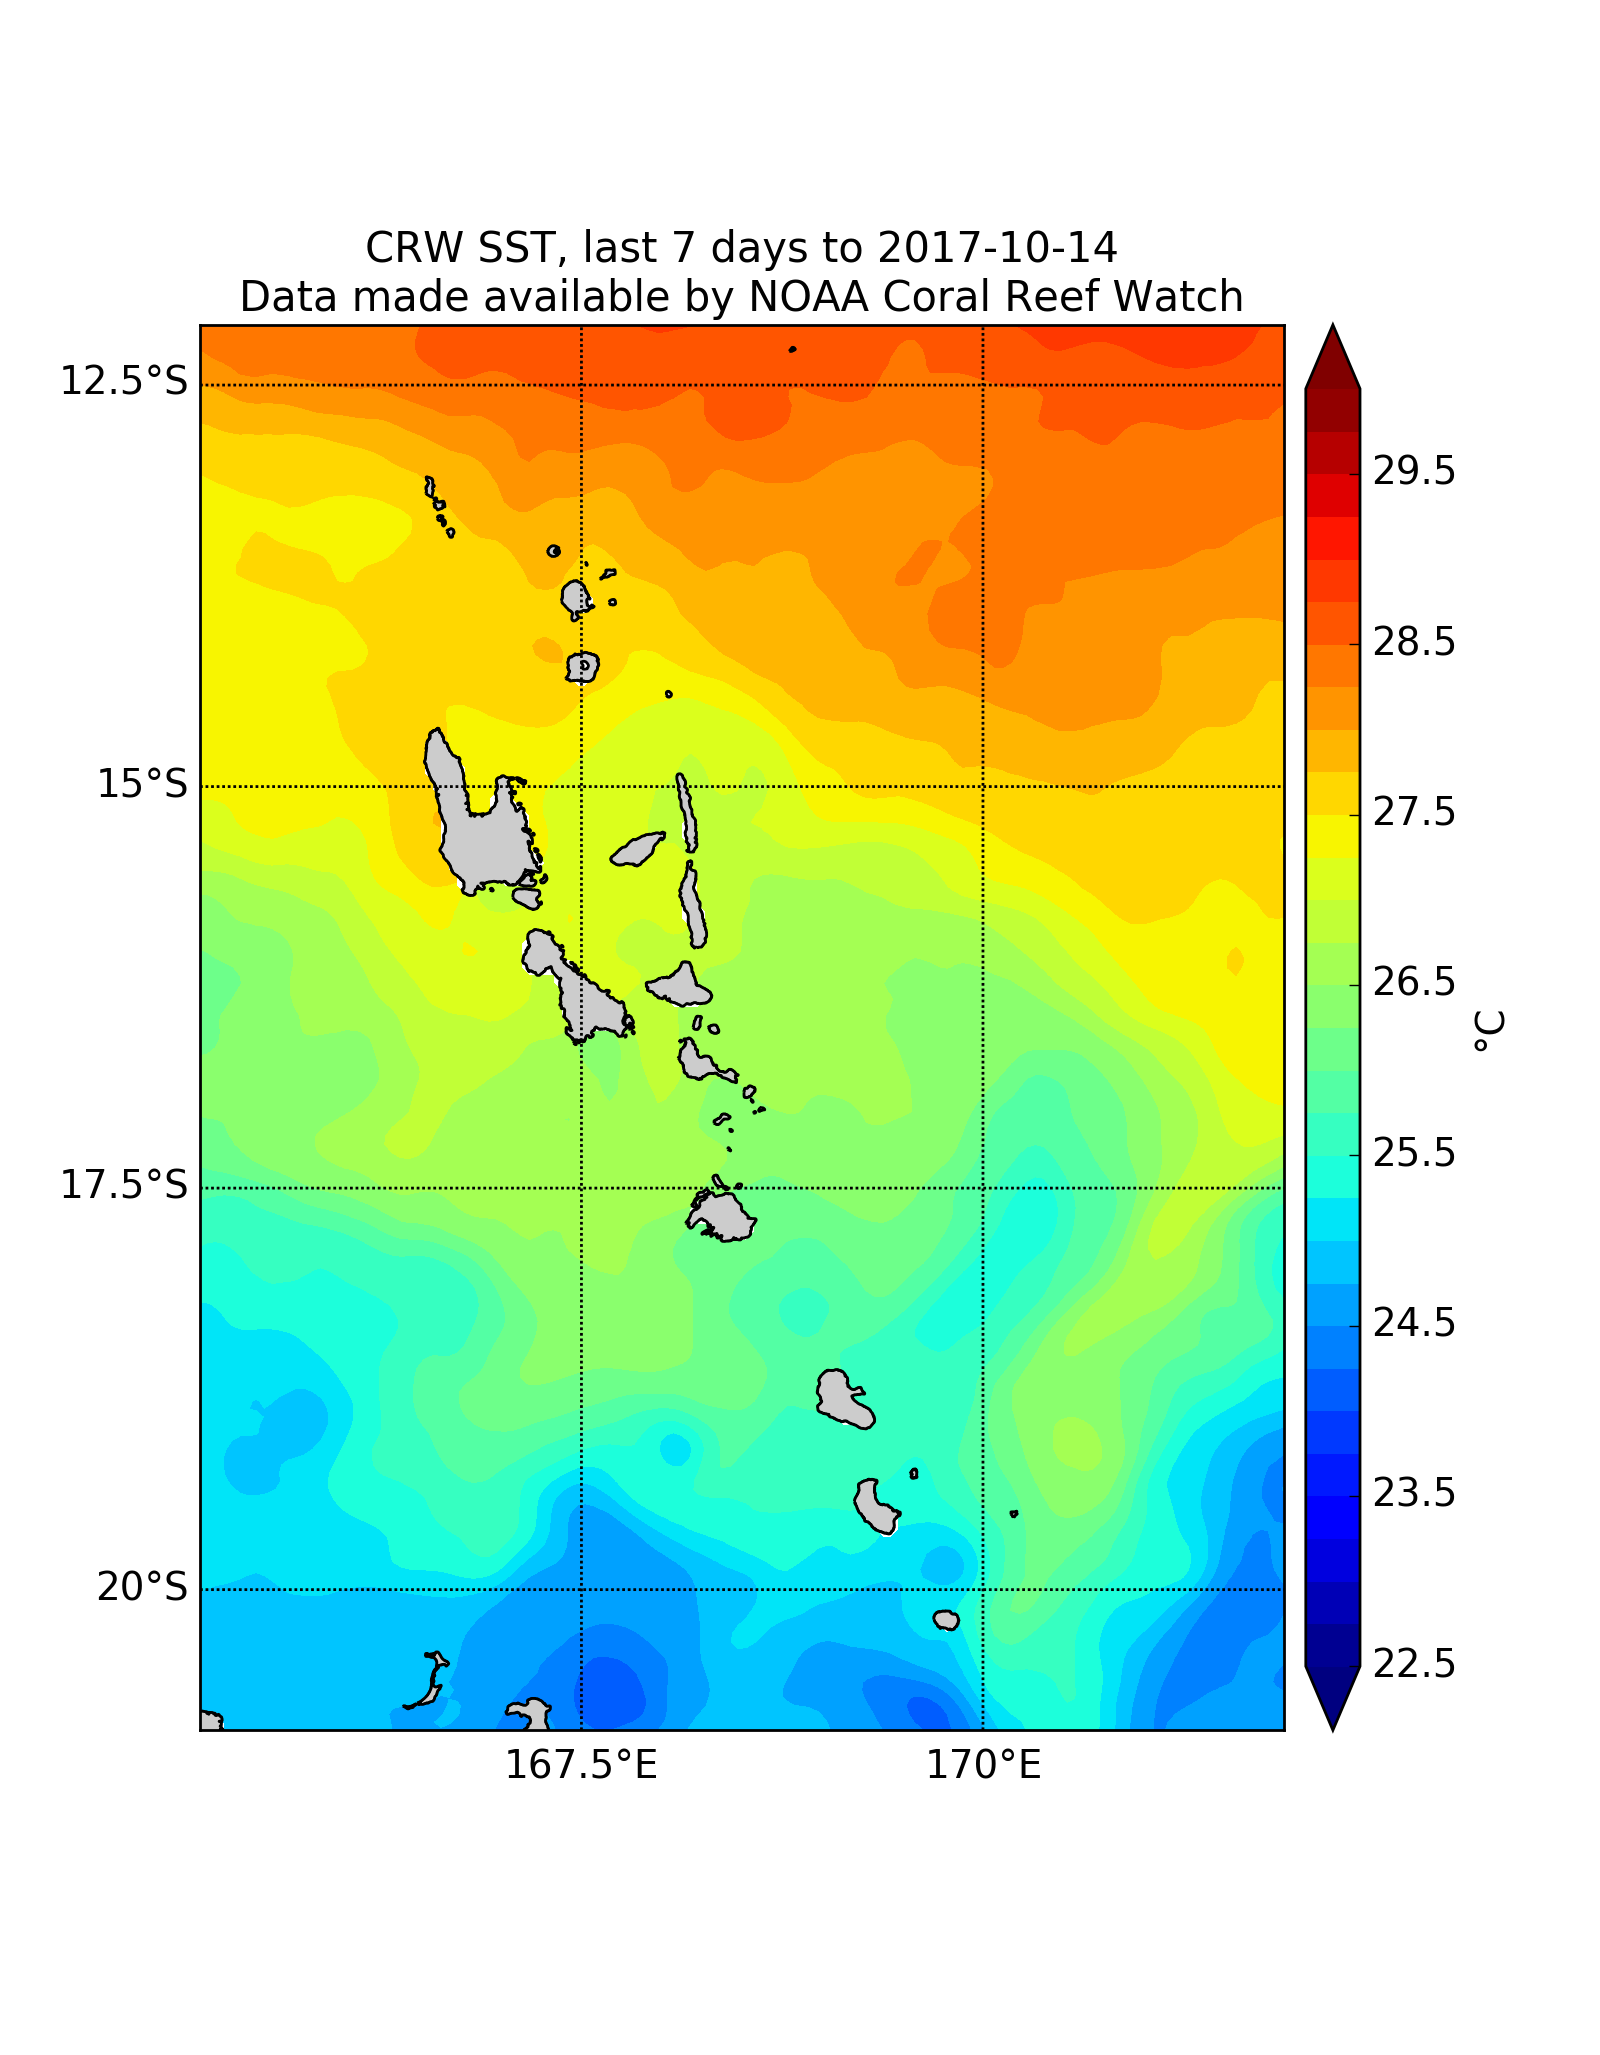 CRW SST, last 7 days to 2017-10-14
Data made available by NOAA Coral Reef Watch
12.5°S
15°S
17.5°S
20°S
167.5°E
170°E
29.5
28.5
27.5
26.5
25.5
24.5
23.5
22.5
°C